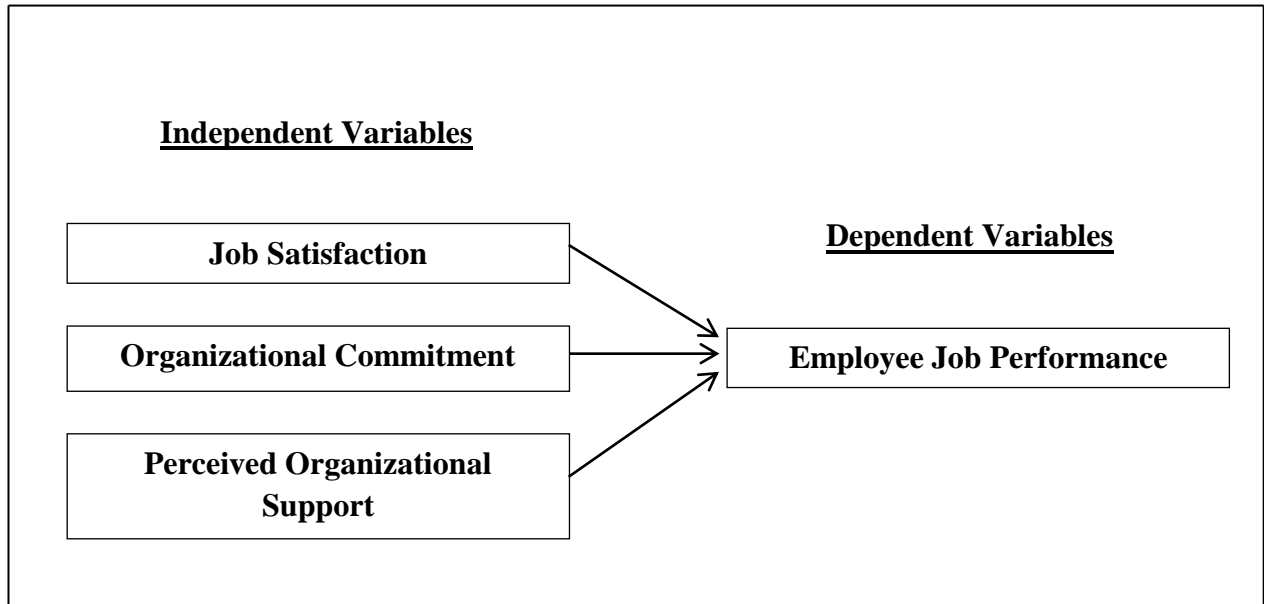 Independent Variables
Job Satisfaction
Organizational Commitment
Perceived Organizational
Support
Dependent Variables
Employee Job Performance